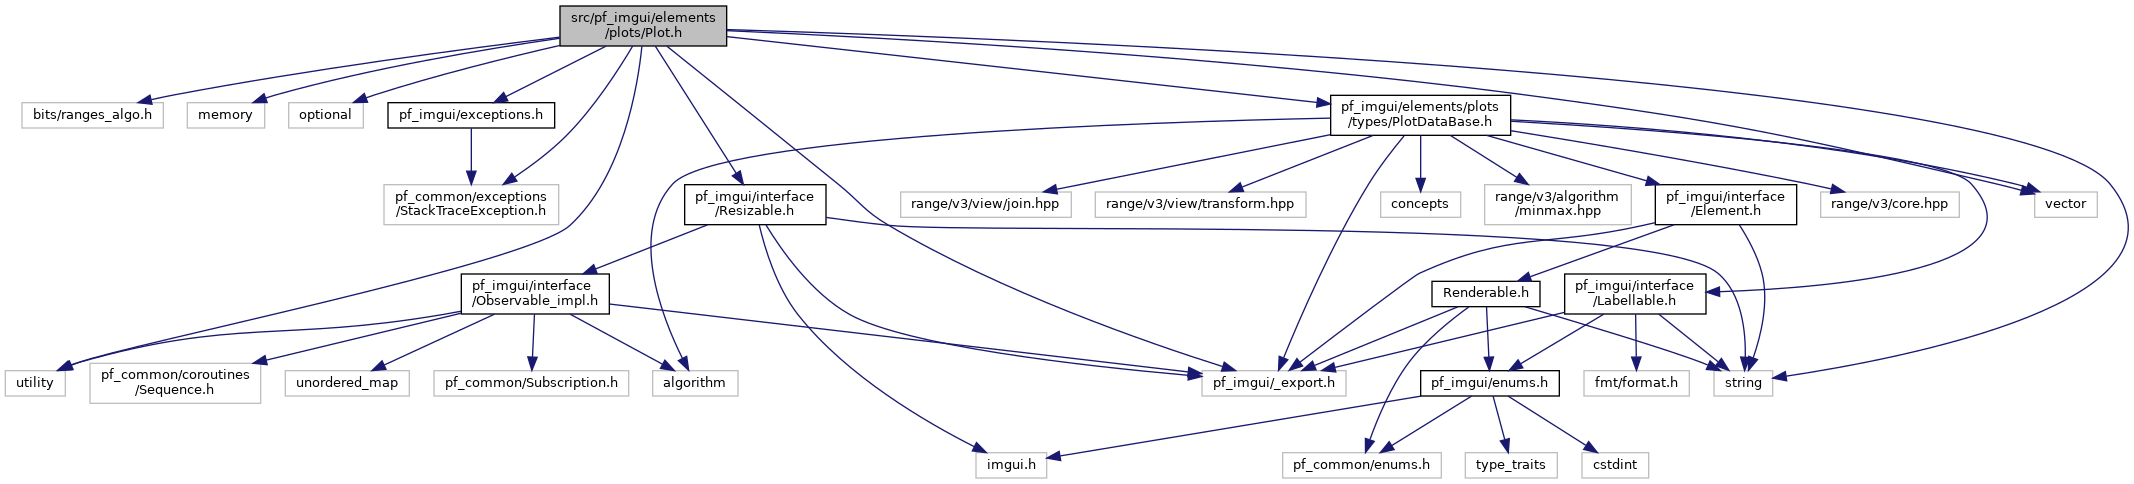 src/pf_imgui/elements
/plots/Plot.h
bits/ranges_algo.h
memory
optional
pf_imgui/exceptions.h
pf_imgui/elements/plots
/types/PlotDataBase.h
pf_common/exceptions
/StackTraceException.h
pf_imgui/interface
/Resizable.h
range/v3/view/join.hpp
range/v3/view/transform.hpp
concepts
range/v3/algorithm
/minmax.hpp
pf_imgui/interface
/Element.h
range/v3/core.hpp
vector
pf_imgui/interface
/Observable_impl.h
Renderable.h
pf_imgui/interface
/Labellable.h
utility
pf_common/coroutines
/Sequence.h
unordered_map
pf_common/Subscription.h
algorithm
pf_imgui/_export.h
pf_imgui/enums.h
fmt/format.h
string
imgui.h
pf_common/enums.h
type_traits
cstdint